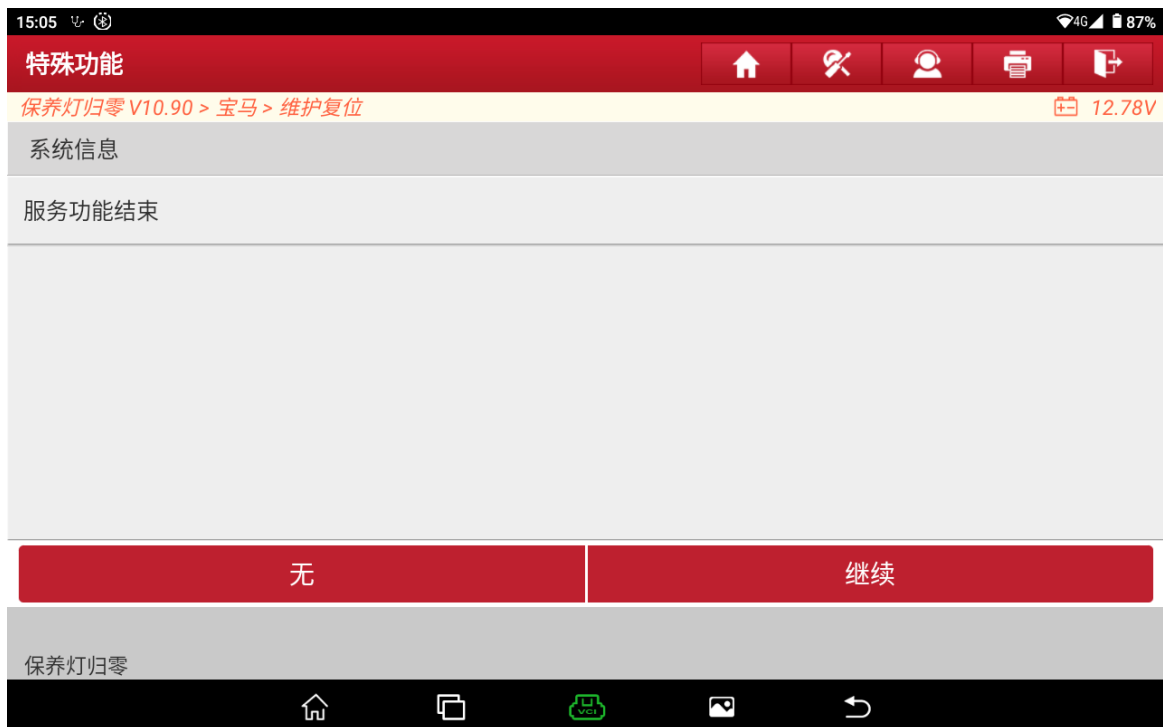 15:05
4G 87%
特殊功能
保养灯归零 V10.90 > 宝马 > 维护复位
12.78V
系统信息
服务功能结束
无
继续
保养灯归零
VCI